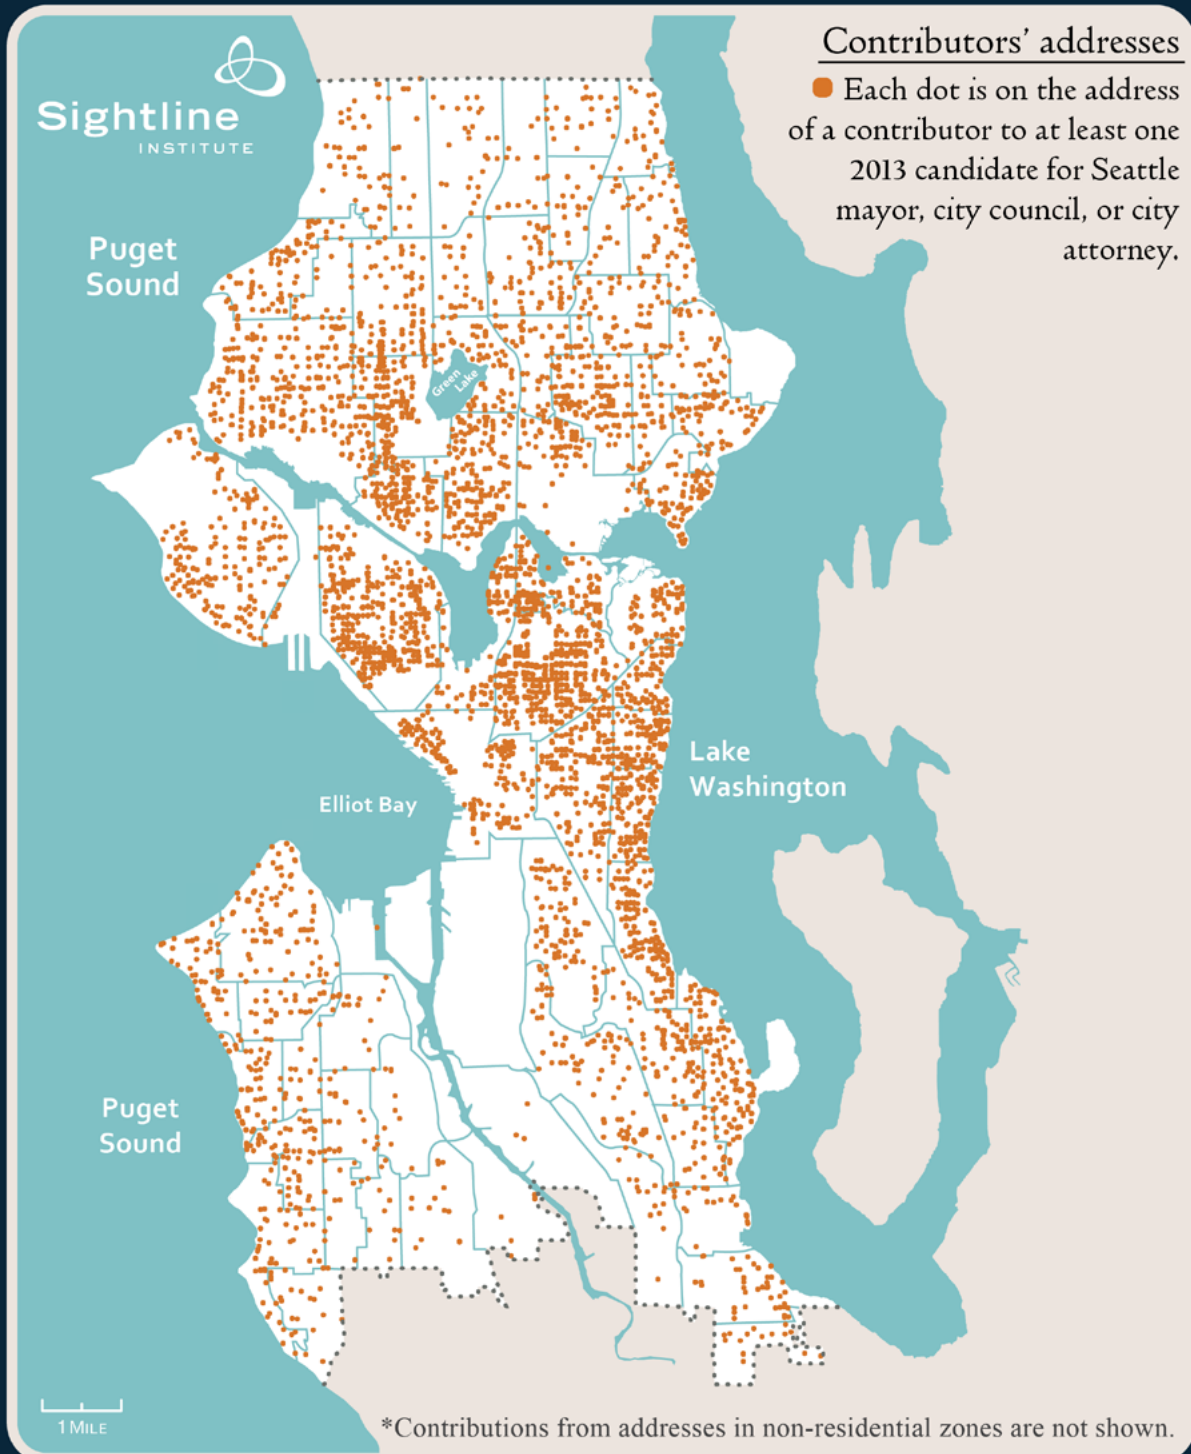 Contributors' addresses
Each dot is on the address
of a contributor to at least one
2013 candidate for Seattle
mayor, city council, or city
attorney.
Sightline
INSTITUTE
Puget
Sound
Green
Lake
Lake
Washington
Elliot Bay
Puget
Sound
1 MILE
*Contributions from addresses in non-residential zones are not shown.